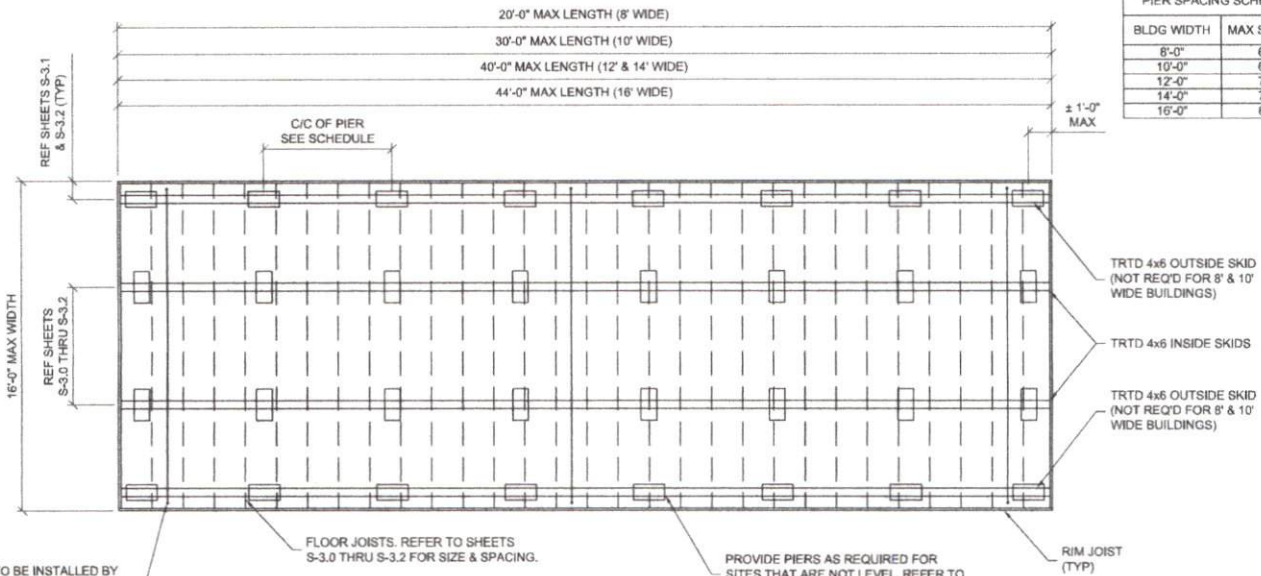 20'-0" MAX LENGTH (8' WIDE)
30'-0" MAX LENGTH (10' WIDE)
40'-0" MAX LENGTH (12' & 14' WIDE)
44'-0" MAX LENGTH (16' WIDE)
PIER SPACING
BLDG WIDTH
MAX
8'-0"
10'-0"
12'-0"
14'-0"
16'-0"
REF SHEETS S-3.1
& S-3.2 (TYP)
C/C OF PIER
SEE SCHEDULE
± 1'-0"
MAX
16'-0" MAX WIDTH
REF SHEETS
S-3.0 THRU S-3.2
TRTD 4x6 OUTSIDE SKID
(NOT REQ'D FOR 8' & 10'
WIDE BUILDINGS)
TRTD 4x6 INSIDE SKIDS
TRTD 4x6 OUTSIDE SKID
(NOT REQ'D FOR 8' & 10'
WIDE BUILDINGS)
FLOOR JOISTS. REFER TO SHEETS
S-3.0 THRU S-3.2 FOR SIZE & SPACING.
TO BE INSTALLED BY
PROVIDE PIERS AS REQUIRED FOR
SITES THAT ARE NOT LEVEL. REFER TO
RIM JOIST
(TYP)